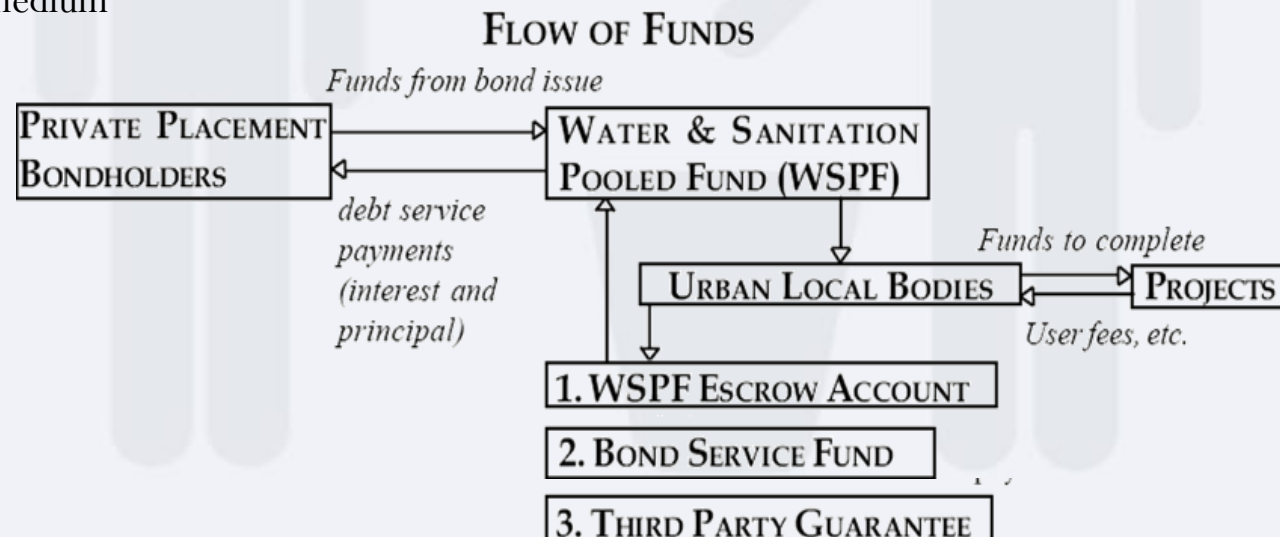 medium
FLOW OF FUNDS
Funds from bond issue
PRIVATE PLACEMENT
BONDHOLDERS
WATER & SANITATION
POOLED FUND (WSPF)
debt service
payments
(interest and
principal)
Funds to complete
URBAN LOCAL BODIES
PROJECTS
User fees, etc.
1. WSPF ESCROW ACCOUNT
2. BOND SERVICE FUND
3. THIRD PARTY GUARANTEE